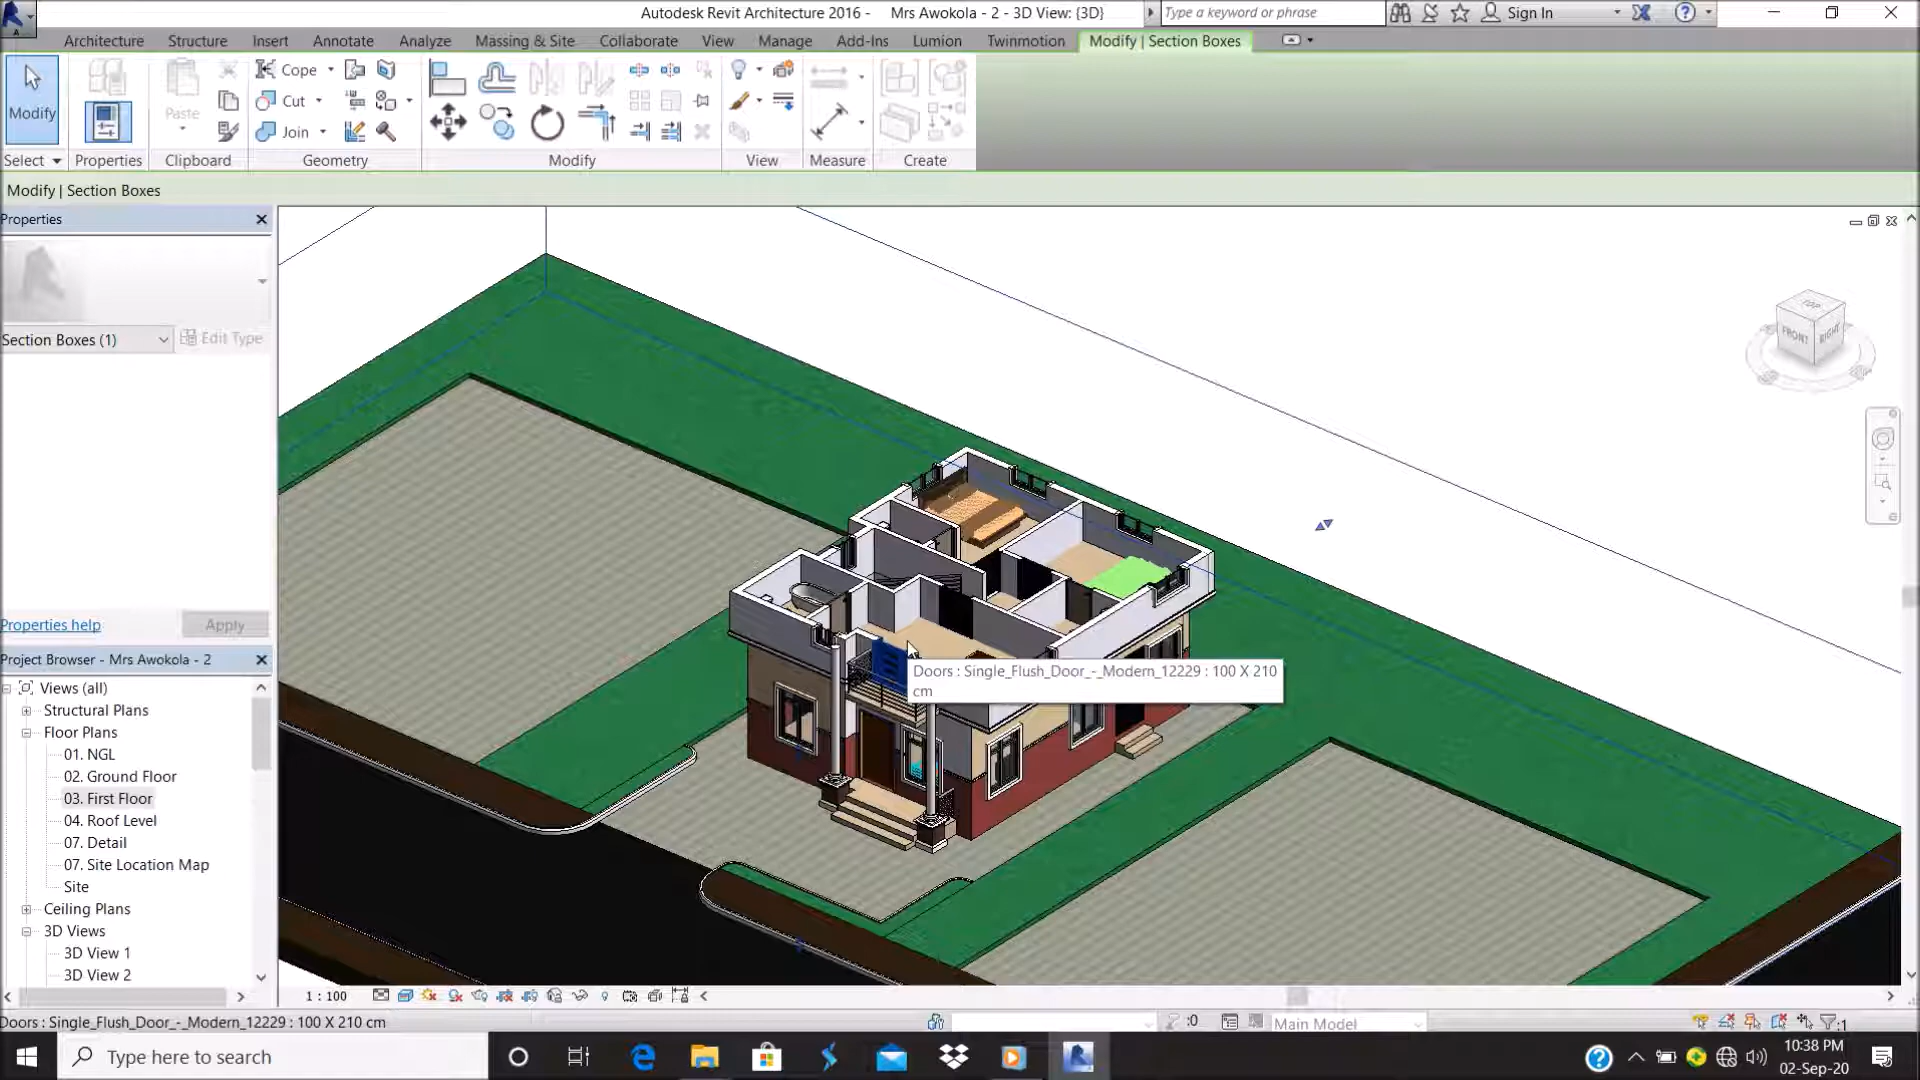 Autodesk Revit Architecture 2016 - Mrs Awokola - 2 - 3D View: {3D}
Type a keyword or phrase
Sign In
Architecture Structure Insert Annotate Analyze Massing & Site Collaborate View Manage Add-Ins Lumion Twinmotion Modify | Section Boxes
Modify
Paste
Cope
Cut
Join
Select Properties Clipboard Geometry Modify View Measure Create
Modify | Section Boxes
Properties
Section Boxes (1)
Edit Type
TOP
FRONT RIGHT
Properties help
Apply
Project Browser - Mrs Awokola - 2
Views (all)
Structural Plans
Floor Plans
01. NGL
02. Ground Floor
03. First Floor
04. Roof Level
07. Detail
07. Site Location Map
Site
Ceiling Plans
3D Views
3D View 1
3D View 2
Doors : Single_Flush_Door_-_Modern_12229 : 100 X 210
cm
1 : 100
Doors : Single_Flush_Door_-_Modern_12229 : 100 X 210 cm
:0
Main Model
:1
Type here to search
10:38 PM
02-Sep-20